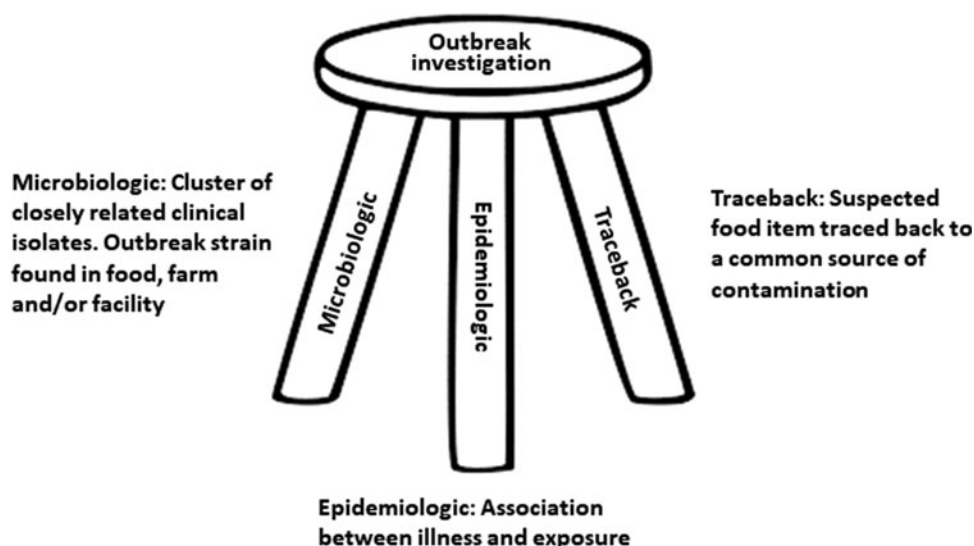 Outbreak
investigation
Microbiologic: Cluster of
closely related clinical
isolates. Outbreak strain
found in food, farm
and/or facility
Microbiologic
Epidemiologic
Traceback
Traceback: Suspected
food item traced back to
a common source of
contamination
Epidemiologic: Association
between illness and exposure